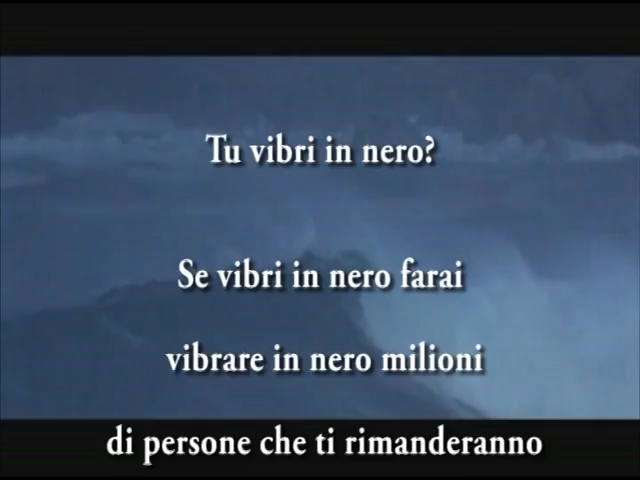 Tu vibri in nero?
Se vibri in nero farai
vibrare in nero milioni
di persone che ti rimanderanno